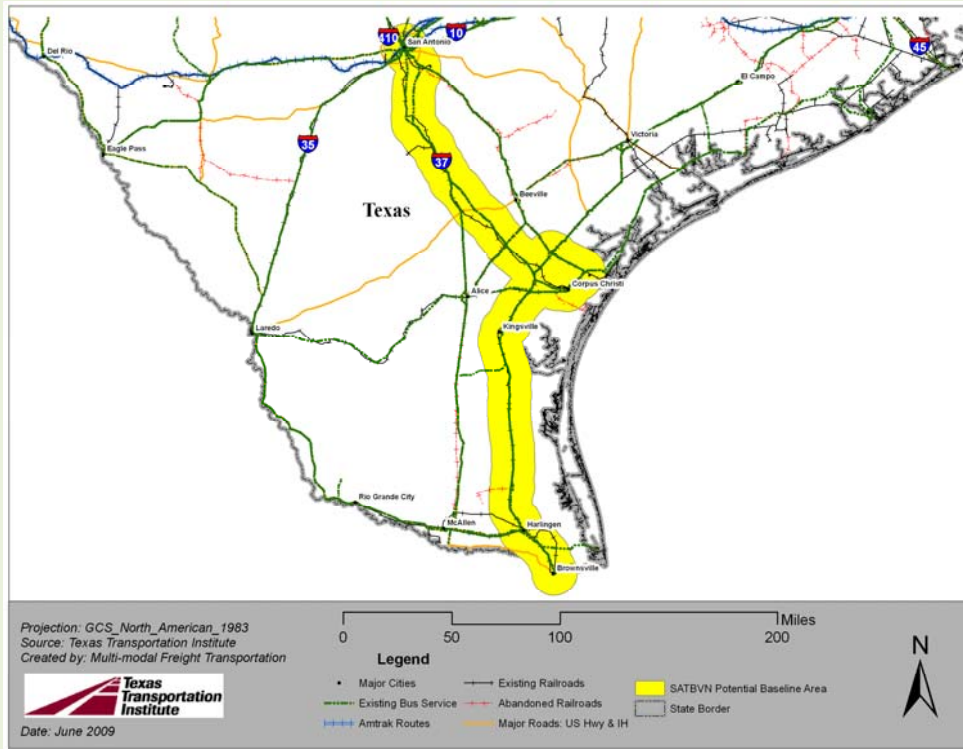 410
10
San Antonio
45
Del Rio
El Campo
35
Victoria
Eagle Pass
37
Beeville
Texas
Corpus Christi
Alice
Laredo
Kingsville
Rio Grande City
McAllen
Harlingen
Brownsville
Projection: GCS_North_American_1983
Source: Texas Transportation Institute
Created by: Multi-modal Freight Transportation
Texas
Transportation
Institute
Date: June 2009
Miles
0 50 100 200
Legend
Major Cities
Existing Bus Service
Amtrak Routes
Existing Railroads
Abandoned Railroads
Major Roads: US Hwy & IH
SATBVN Potential Baseline Area
State Border
N